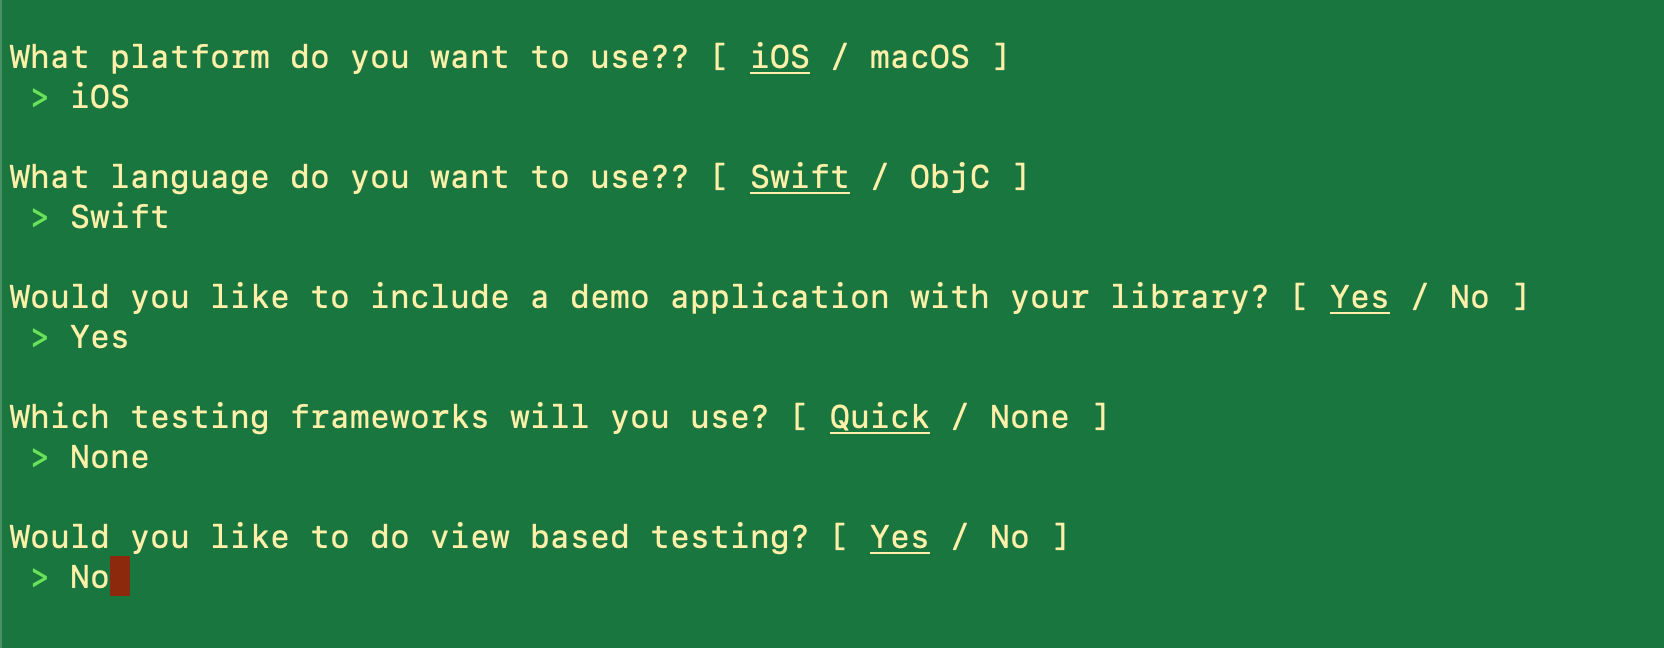 What platform do you want to use?? [ iOS / macOS ]
> iOS
What language do you want to use?? [ Swift / ObjC ]
> Swift
Would you like to include a demo application with your library? [ Yes / No ]
> Yes
Which testing frameworks will you use? [ Quick / None ]
> None
Would you like to do view based testing? [ Yes / No ]
> No